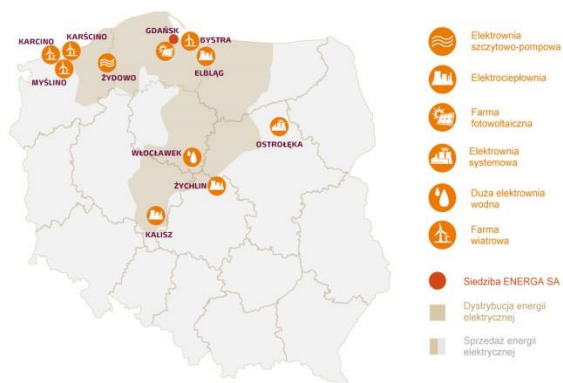 GDAŃSK
KARŚCINO
KARCINO
BYSTRA
MYŚLINO
ŻYDOWO
ELBLĄG
OSTROŁĘKA
WŁOCŁAWEK
ŻYCHLIN
KALISZ
Elektrownia
szczytowo-pompowa
Elektrociepłownia
Farma
fotowoltaiczna
Elektrownia
systemowa
Duża elektrownia
wodna
Farma
wiatrowa
Siedziba ENERGA SA
Dystrybucja energii
elektrycznej
Sprzedaż energii
elektrycznej